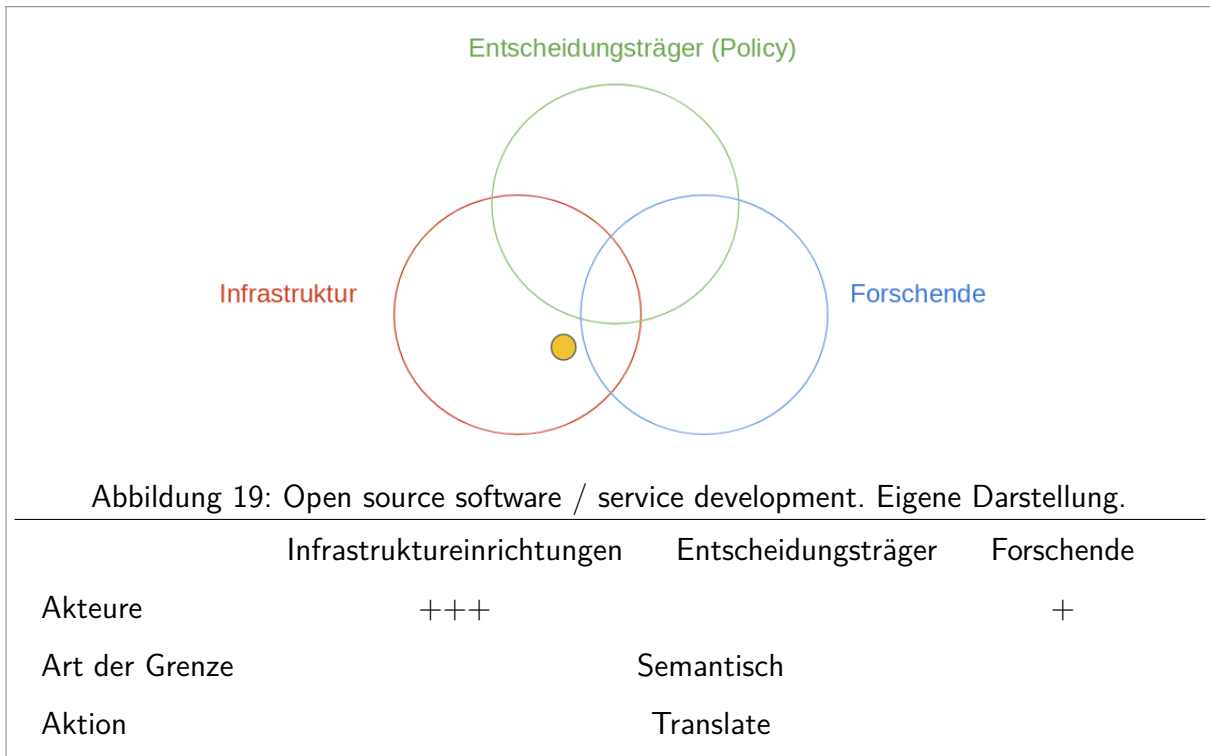 Entscheidungsträger (Policy)
Infrastruktur
Forschende
Abbildung 19: Open source software / service development. Eigene Darstellung.
Infrastruktureinrichtungen Entscheidungsträger Forschende
Akteure +++ +
Art der Grenze Semantisch
Aktion Translate